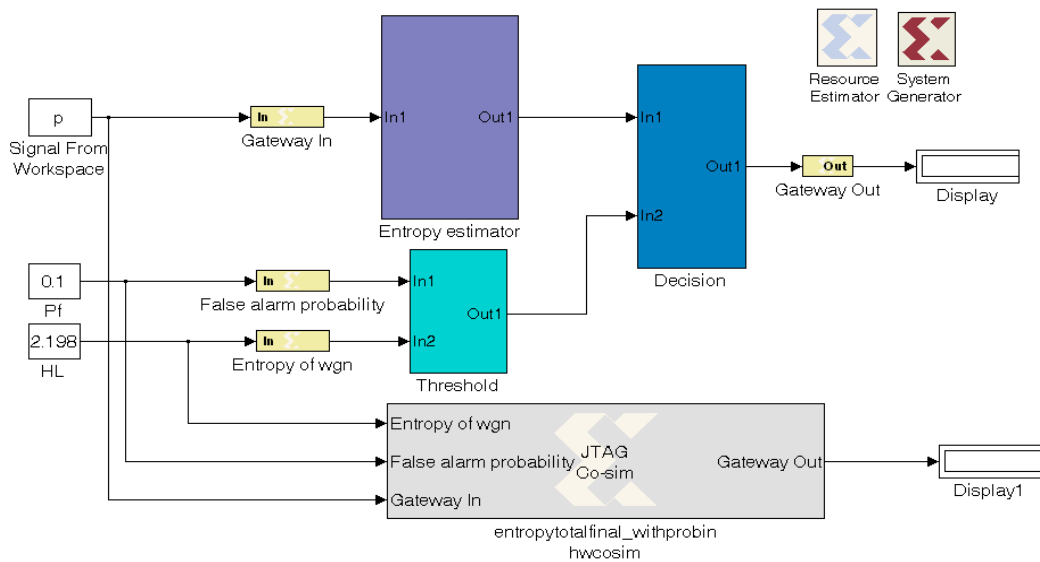 Resource
Estimator
System
Generator
p
Signal From
Workspace
In
Gateway In
In1
Out1
Entropy estimator
In1
In2
Out1
Decision
Out
Gateway Out
Display
0.1
Pf
In
False alarm probability
2.198
HL
In
Entropy of wgn
In1
In2
Out1
Threshold
Entropy of wgn
False alarm probability
Gateway In
JTAG
Co-sim
Gateway Out
entropytotalfinal_withprobin
hwcosim
Display1